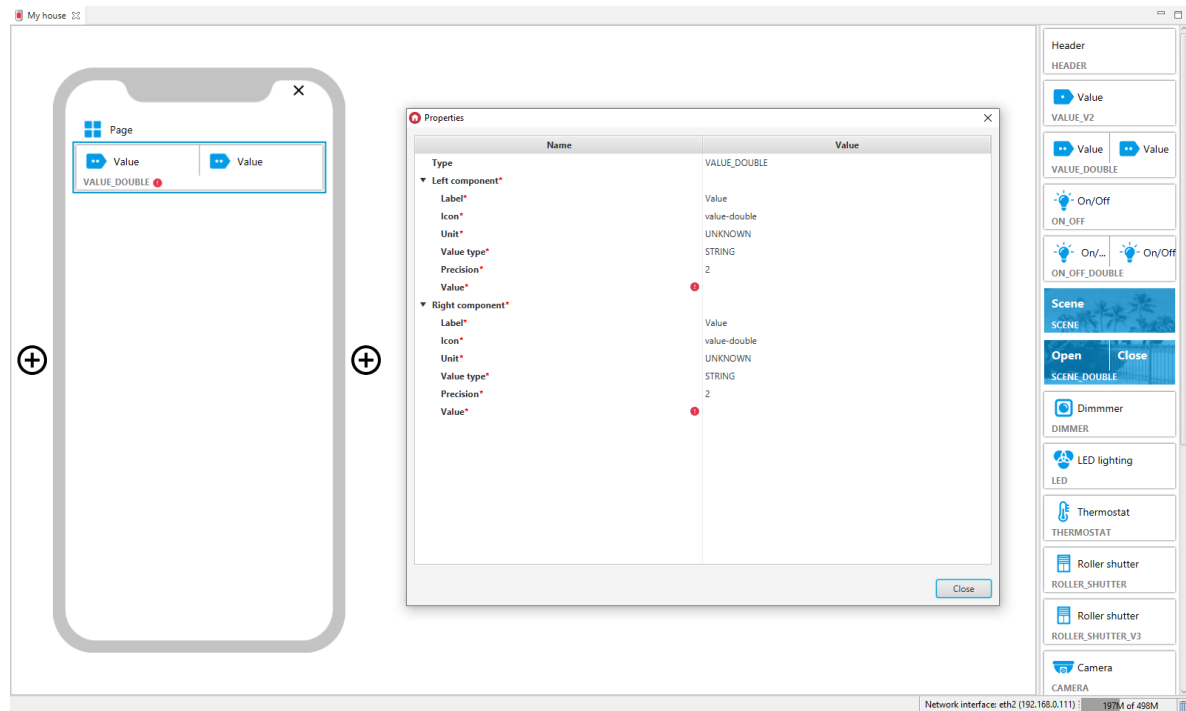 My house
Page
Value Value
VALUE_DOUBLE
Properties
Name Value
Type VALUE_DOUBLE
Left component*
Label* Value
Icon* value-double
Unit* UNKNOWN
Value type* STRING
Precision* 2
Value*
Right component*
Label* Value
Icon* value-double
Unit* UNKNOWN
Value type* STRING
Precision* 2
Value*
Close
Header
HEADER
Value
VALUE_V2
Value Value
VALUE_DOUBLE
On/Off
ON_OFF
On/... On/Off
ON_OFF_DOUBLE
Scene
SCENE
Open Close
SCENE_DOUBLE
Dimmmer
DIMMER
LED lighting
LED
Thermostat
THERMOSTAT
Roller shutter
ROLLER_SHUTTER
Roller shutter
ROLLER_SHUTTER_V3
Camera
CAMERA
Network interface: eth2 (192.168.0.111) 197M of 498M